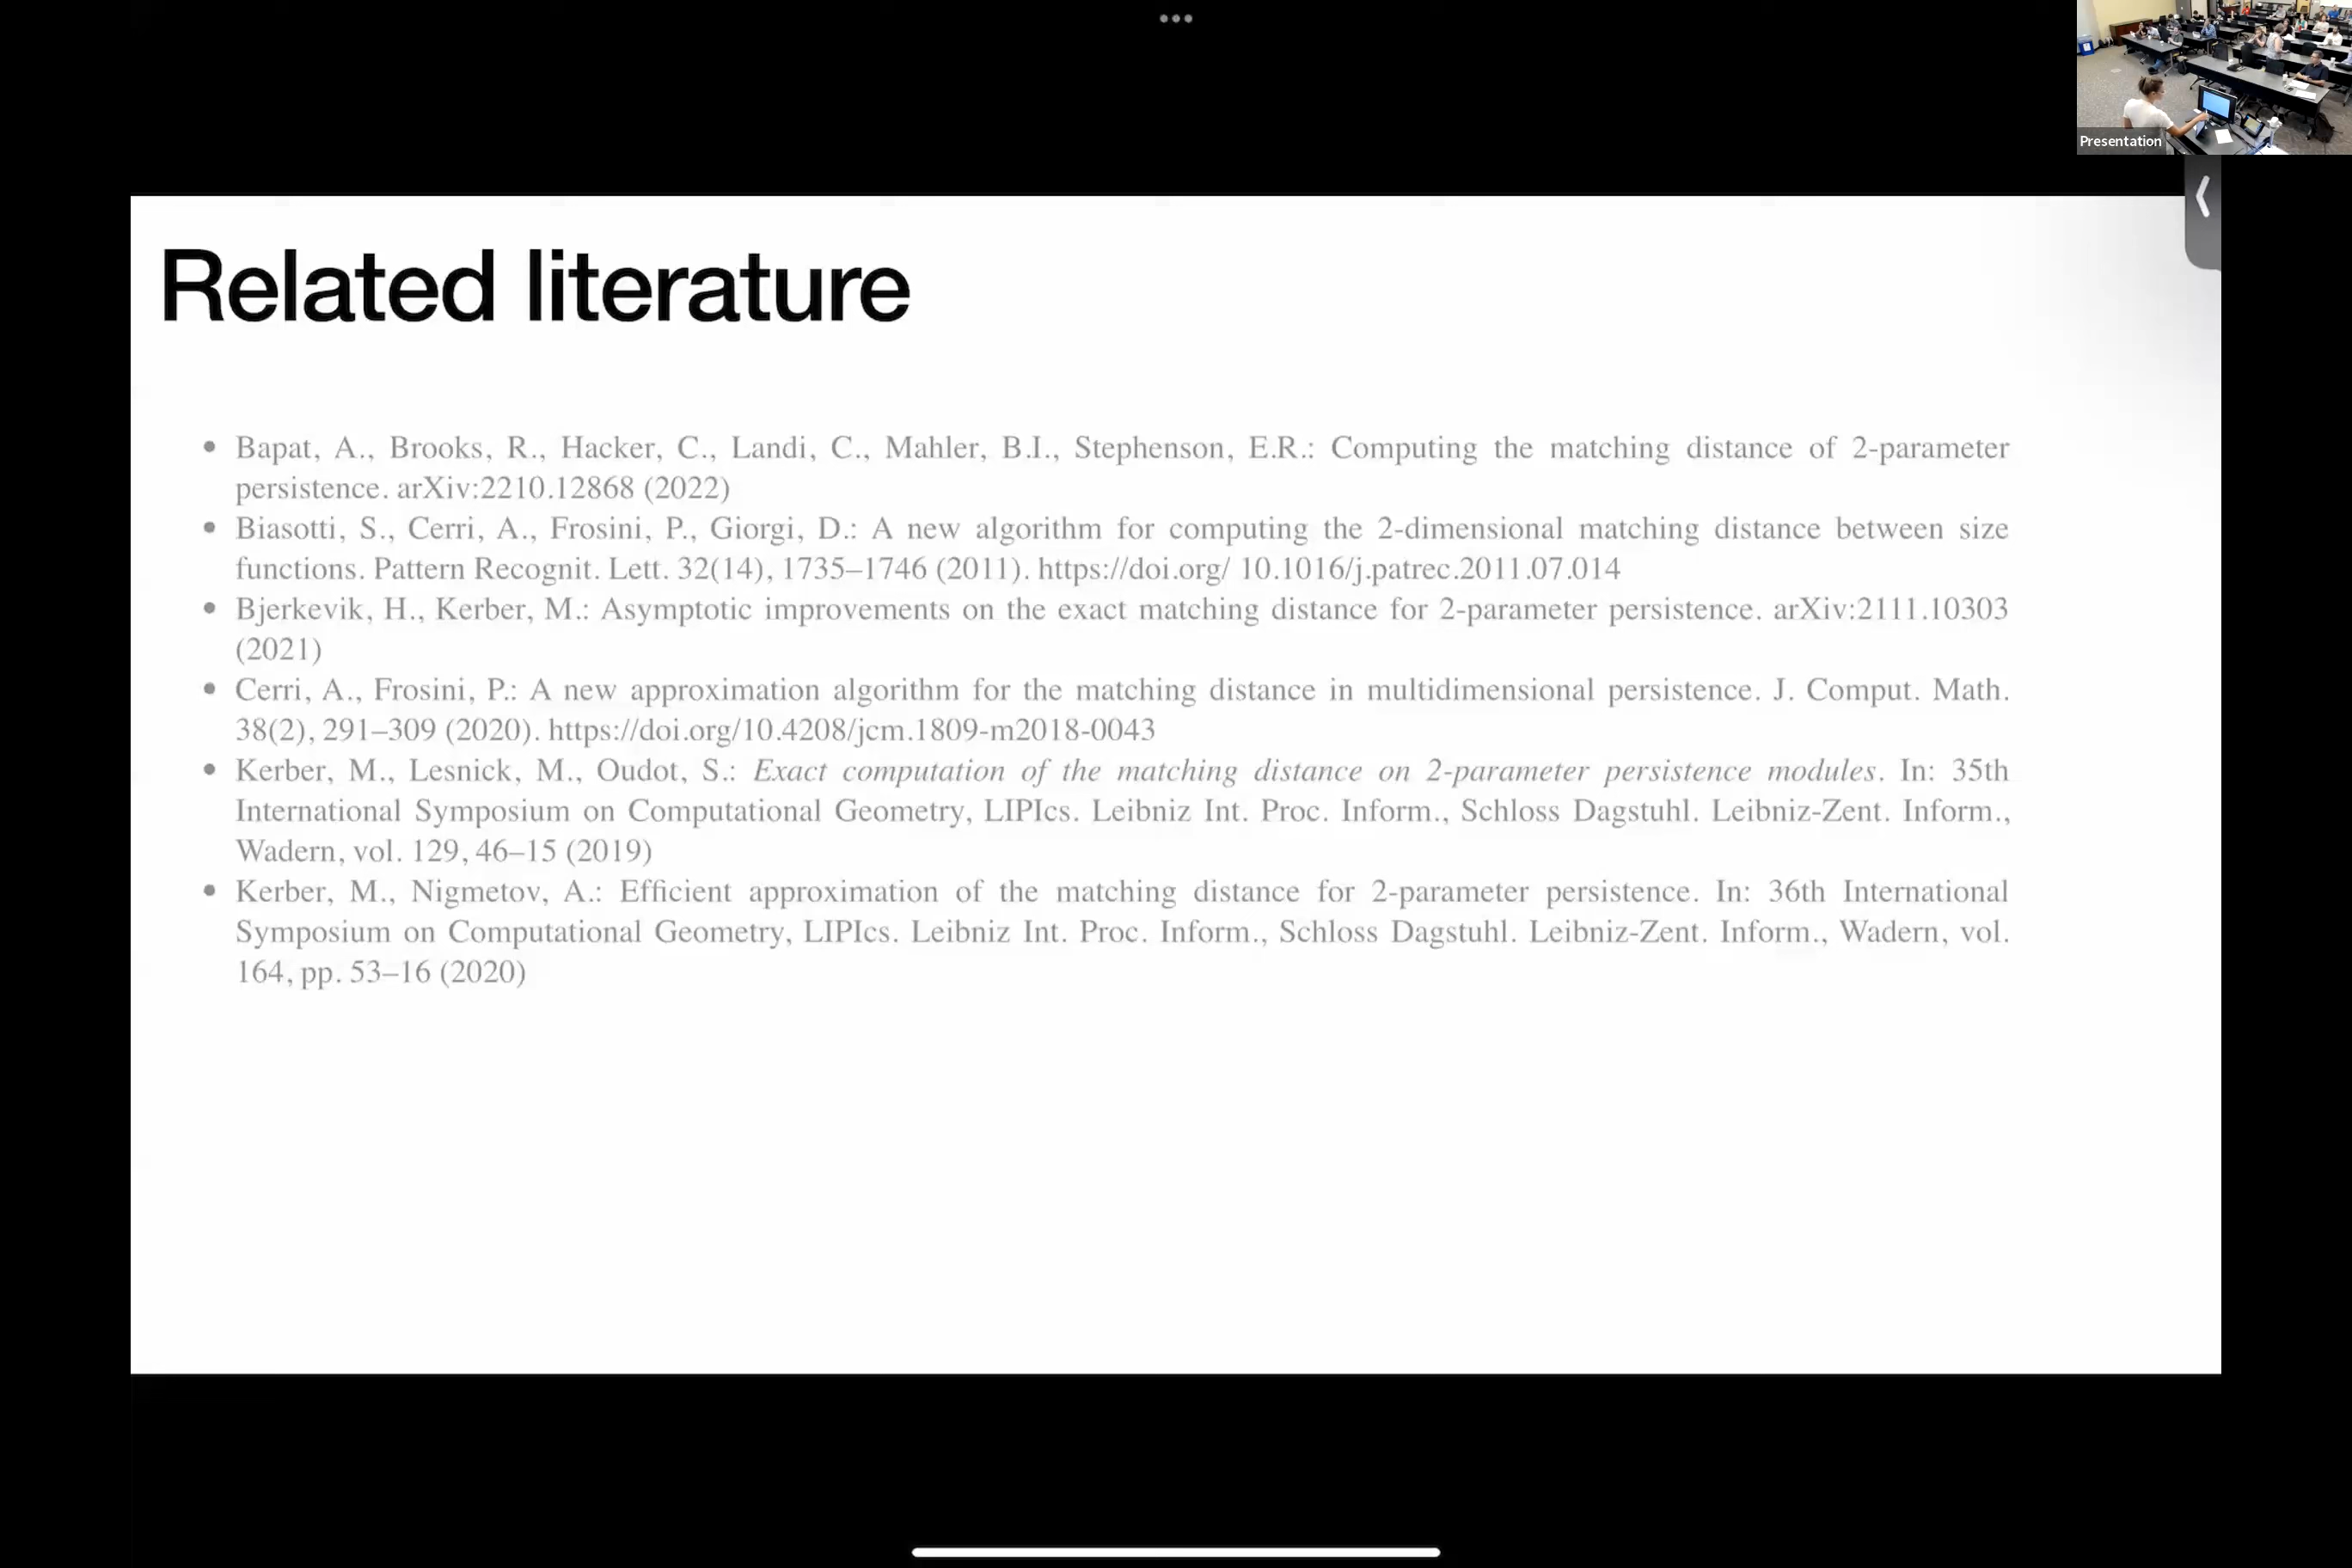 Presentation
Related literature
• Bapat, A., Brooks, R., Hacker, C., Landi, C., Mahler, B.I., Stephenson, E.R.: Computing the matching distance of 2-parameter
persistence. arXiv:2210.12868 (2022)
• Biasotti, S., Cerri, A., Frosini, P., Giorgi, D.: A new algorithm for computing the 2-dimensional matching distance between size
functions. Pattern Recognit. Lett. 32(14), 1735–1746 (2011). https://doi.org/ 10.1016/j.patrec.2011.07.014
• Bjerkevik, H., Kerber, M.: Asymptotic improvements on the exact matching distance for 2-parameter persistence. arXiv:2111.10303
(2021)
• Cerri, A., Frosini, P.: A new approximation algorithm for the matching distance in multidimensional persistence. J. Comput. Math.
38(2), 291–309 (2020). https://doi.org/10.4208/jcm.1809-m2018-0043
• Kerber, M., Lesnick, M., Oudot, S.: Exact computation of the matching distance on 2-parameter persistence modules. In: 35th
International Symposium on Computational Geometry, LIPIcs. Leibniz Int. Proc. Inform., Schloss Dagstuhl. Leibniz-Zent. Inform.,
Wadern, vol. 129, 46–15 (2019)
• Kerber, M., Nigmetov, A.: Efficient approximation of the matching distance for 2-parameter persistence. In: 36th International
Symposium on Computational Geometry, LIPIcs. Leibniz Int. Proc. Inform., Schloss Dagstuhl. Leibniz-Zent. Inform., Wadern, vol.
164, pp. 53–16 (2020)